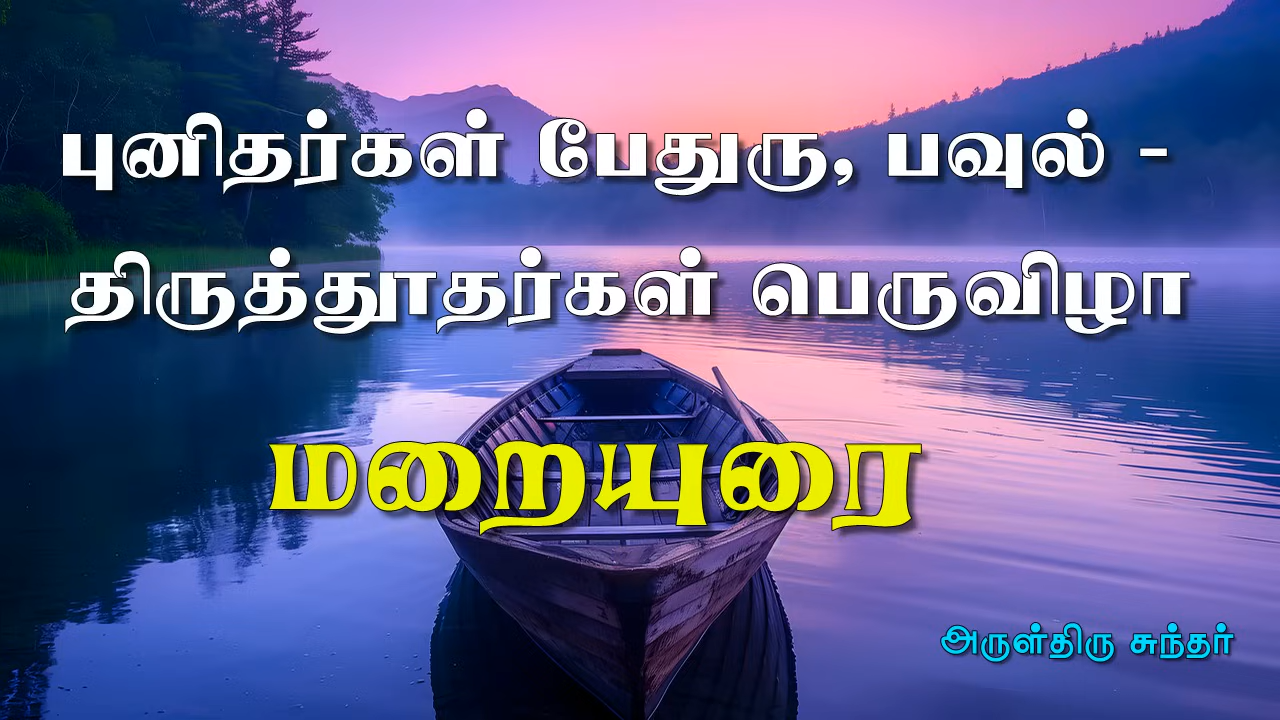 புனிதர்கள் பேதுரு, பவுல் -
திருத்தூதர்கள் பெருவிழா
மறையுரை
அருள்திரு சுந்தர்